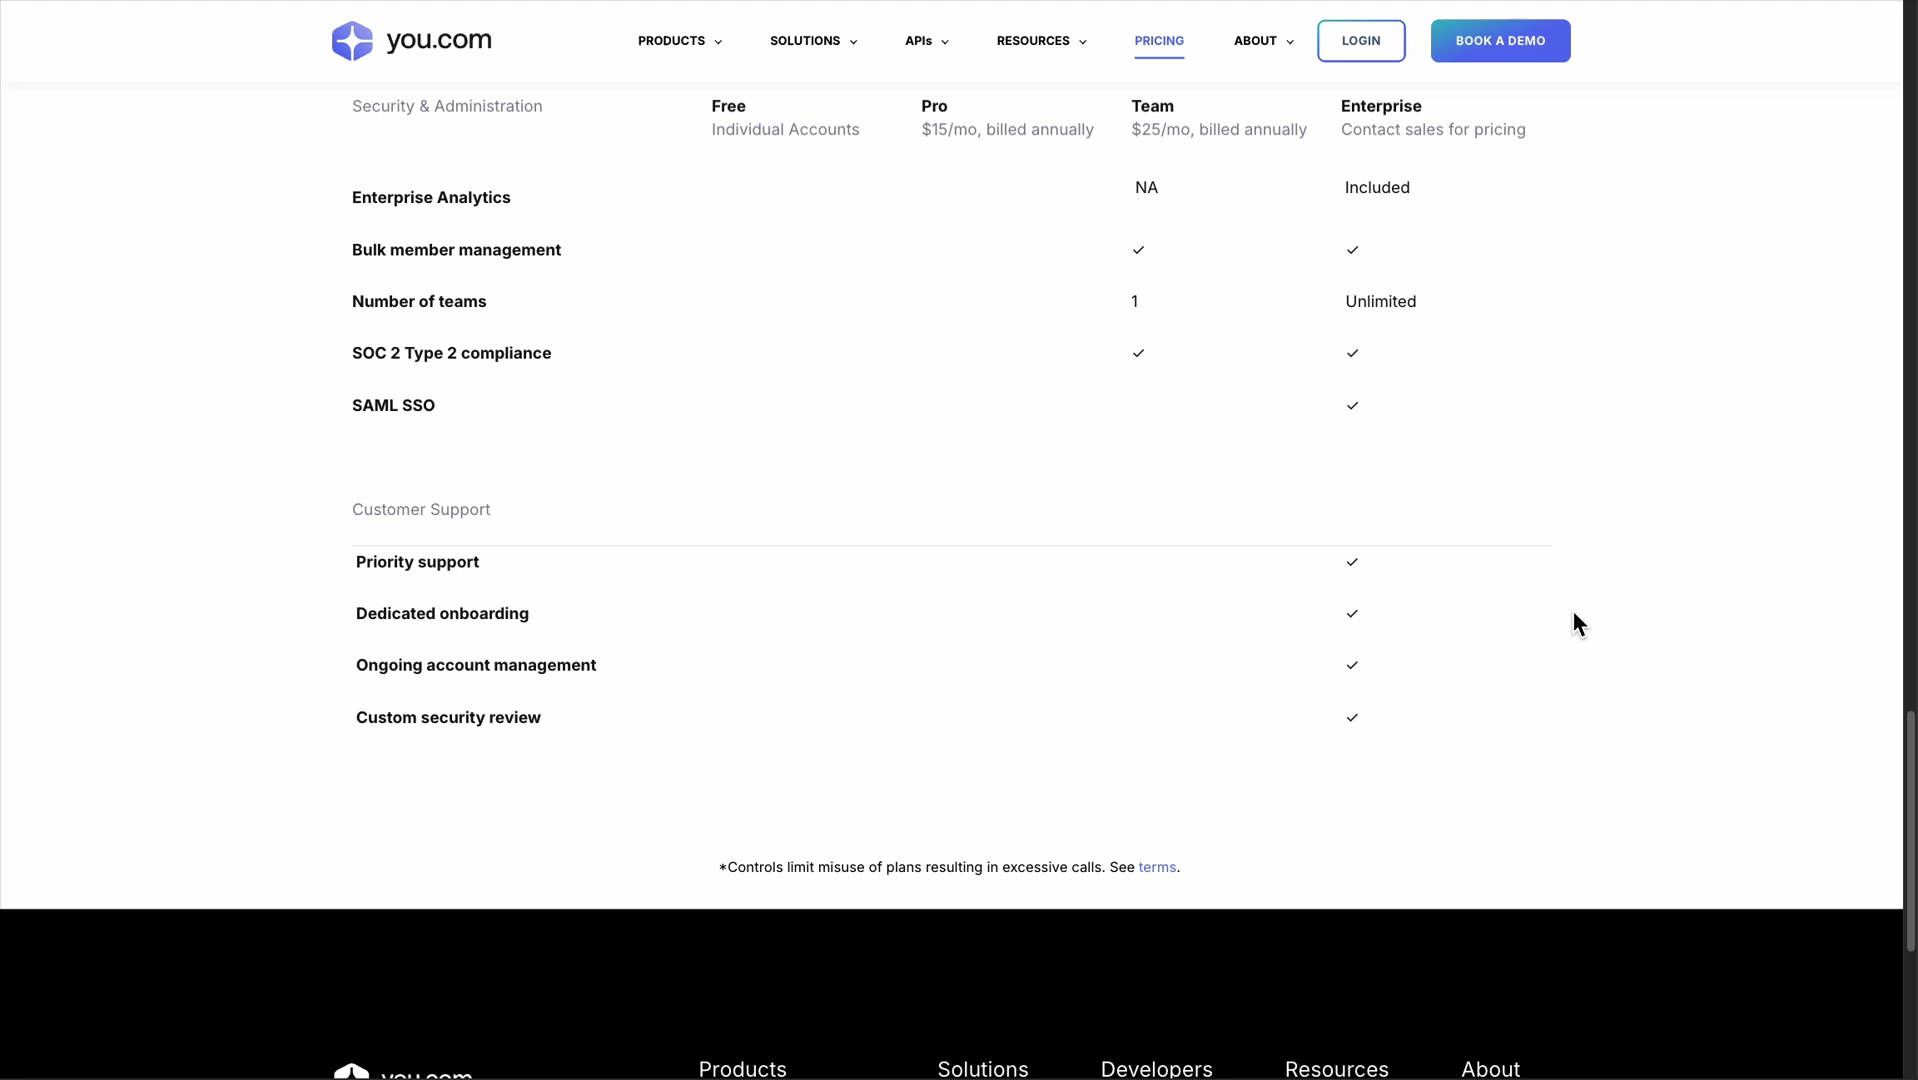 you.com
PRODUCTS SOLUTIONS APIs RESOURCES PRICING ABOUT LOGIN BOOK A DEMO
Security & Administration Free Pro Team Enterprise
Individual Accounts $15/mo, billed annually $25/mo, billed annually Contact sales for pricing
Enterprise Analytics NA Included
Bulk member management ✓ ✓
Number of teams 1 Unlimited
SOC 2 Type 2 compliance ✓ ✓
SAML SSO ✓
Customer Support
Priority support ✓
Dedicated onboarding ✓
Ongoing account management ✓
Custom security review ✓
*Controls limit misuse of plans resulting in excessive calls. See terms.
you.com Products Solutions Developers Resources About